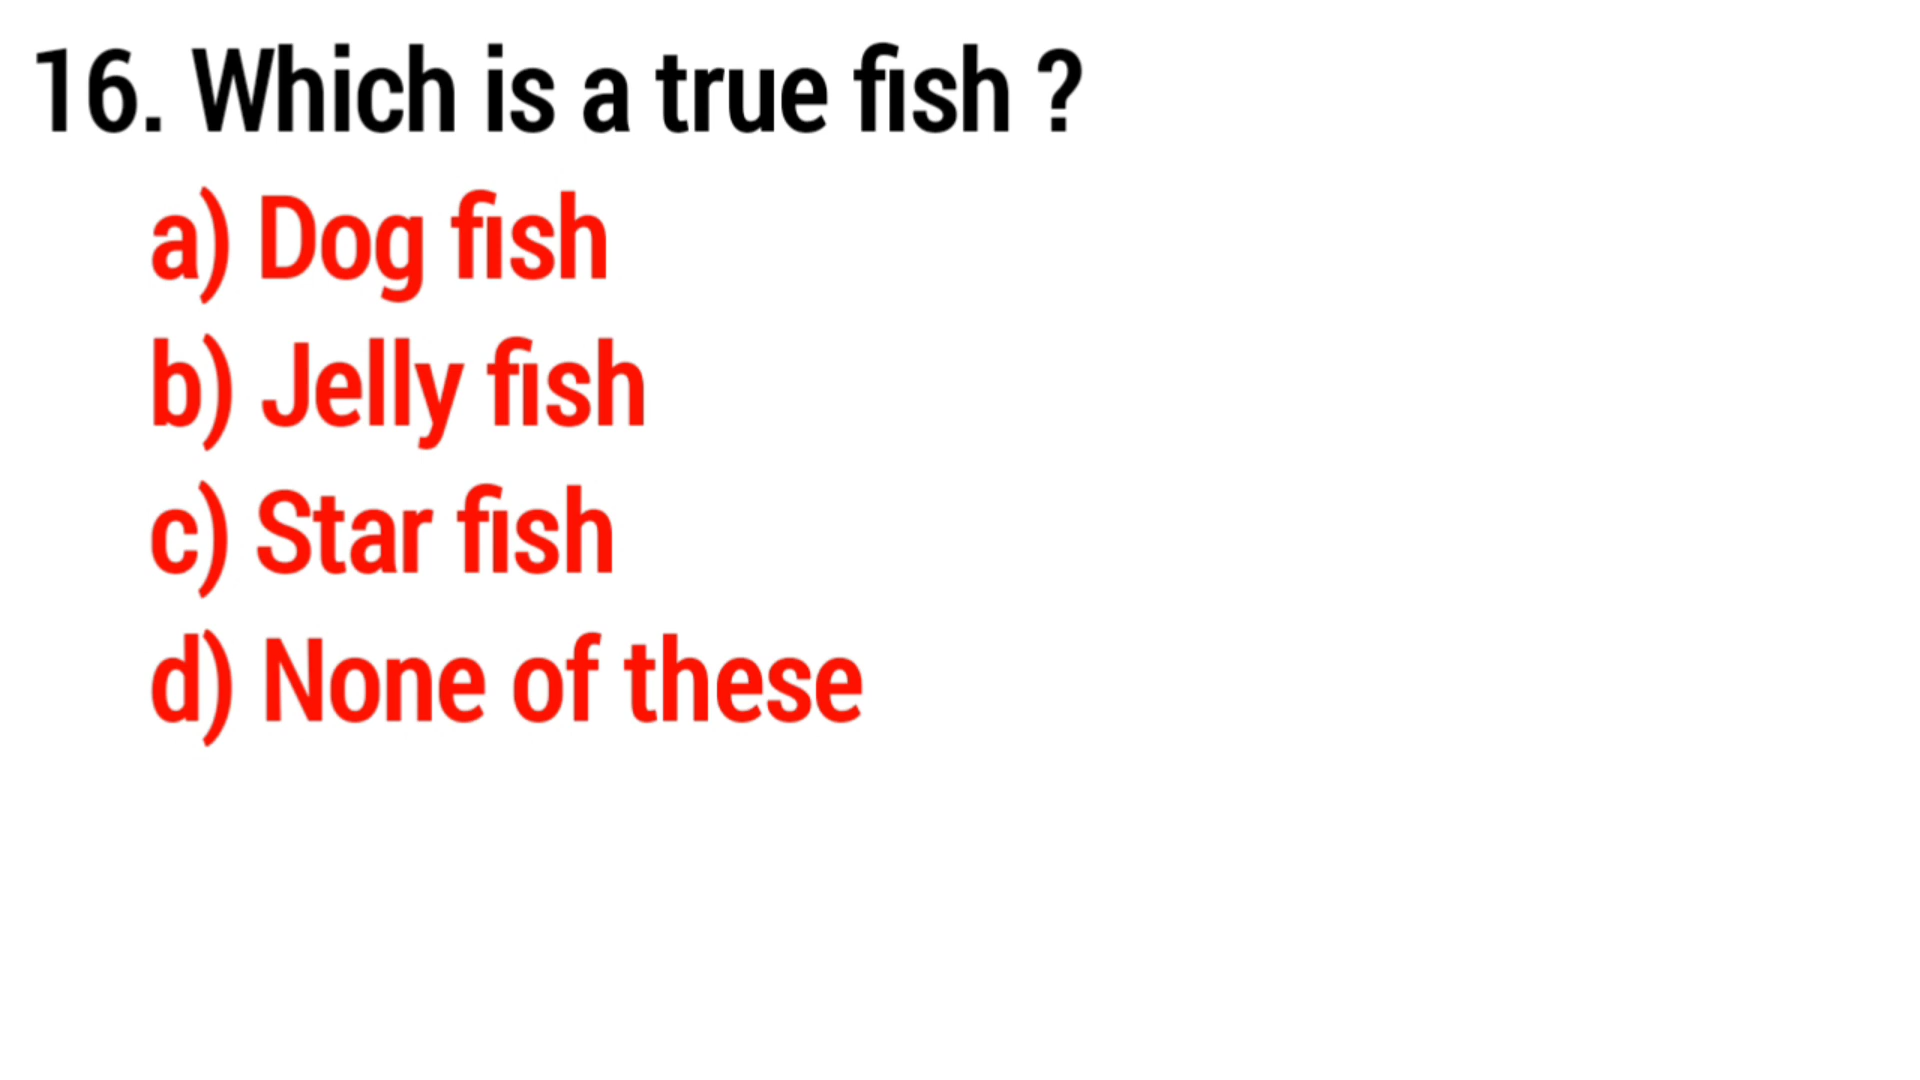 16. Which is a true fish ?
a) Dog fish
b) Jelly fish
c) Star fish
d) None of these